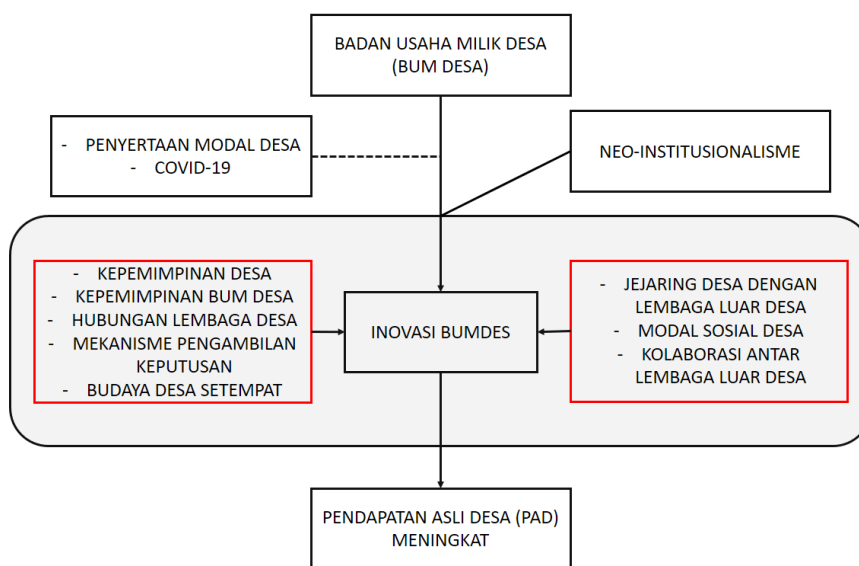 BADAN USAHA MILIK DESA
(BUM DESA)
- PENYERTAAN MODAL DESA
- COVID-19
NEO-INSTITUSIONALISME
- KEPEMIMPINAN DESA
- KEPEMIMPINAN BUM DESA
- HUBUNGAN LEMBAGA DESA
- MEKANISME PENGAMBILAN
KEPUTUSAN
- BUDAYA DESA SETEMPAT
INOVASI BUMDES
- JEJARING DESA DENGAN
LEMBAGA LUAR DESA
- MODAL SOSIAL DESA
- KOLABORASI ANTAR
LEMBAGA LUAR DESA
PENDAPATAN ASLI DESA (PAD)
MENINGKAT